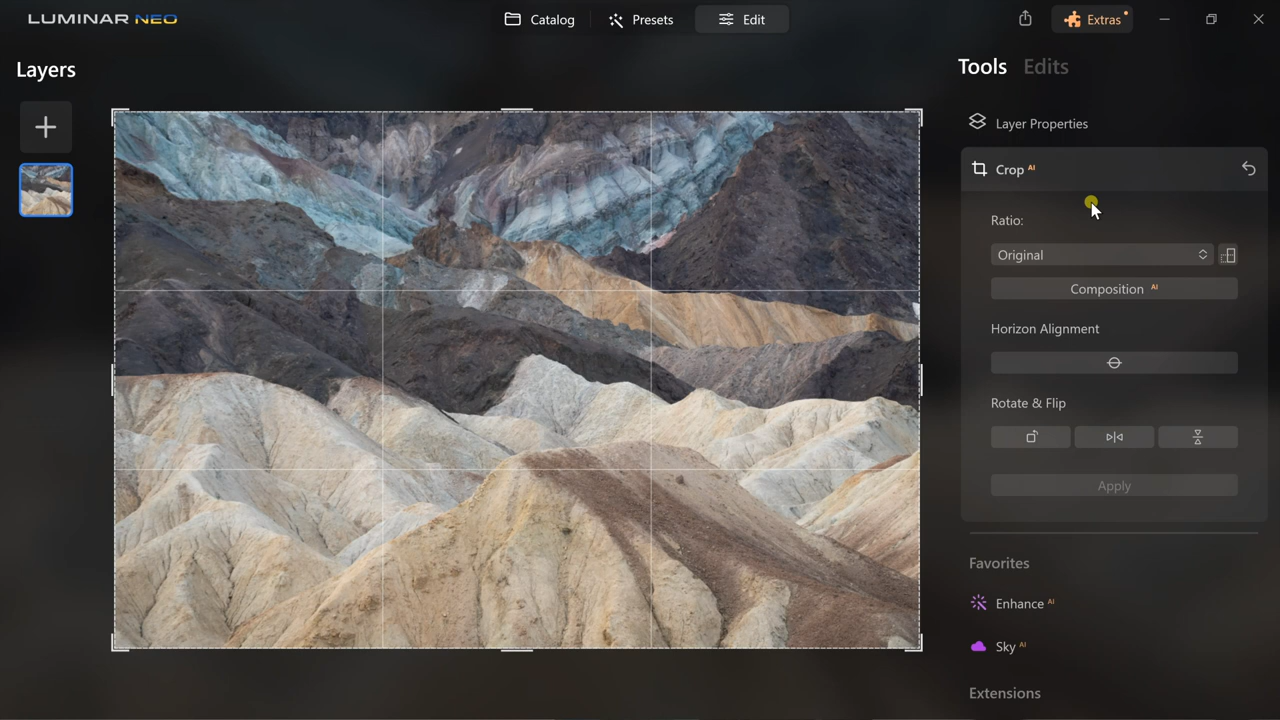 LUMINAR NEO
Catalog
Presets
Edit
Extras
Layers
Tools Edits
Layer Properties
Crop AI
Ratio:
Original
Composition AI
Horizon Alignment
Rotate & Flip
Apply
Favorites
Enhance AI
Sky AI
Extensions